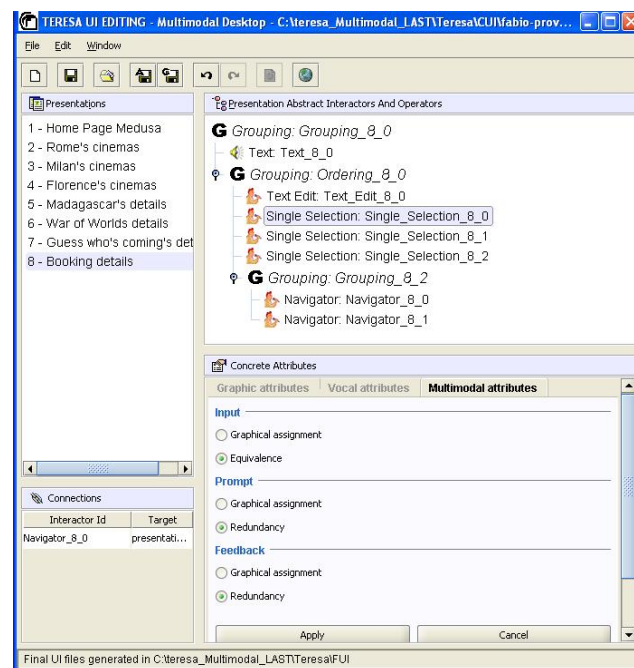 TERESA UI EDITING - Multimodal Desktop - C:\teresa_Multimodal_LAST\Teresa\CUI\fabio-prov...
File Edit Window
Presentations
1 - Home Page Medusa
2 - Rome's cinemas
3 - Milan's cinemas
4 - Florence's cinemas
5 - Madagascar's details
6 - War of Worlds details
7 - Guess who's coming's det
8 - Booking details
Connections
Interactor Id Target
Navigator_8_0 presentati...
Presentation Abstract Interactors And Operators
G Grouping: Grouping_8_0
Text: Text_8_0
G Grouping: Ordering_8_0
Text Edit: Text_Edit_8_0
Single Selection: Single_Selection_8_0
Single Selection: Single_Selection_8_1
Single Selection: Single_Selection_8_2
G Grouping: Grouping_8_2
Navigator: Navigator_8_0
Navigator: Navigator_8_1
Concrete Attributes
Graphic attributes Vocal attributes Multimodal attributes
Input
Graphical assignment
Equivalence
Prompt
Graphical assignment
Redundancy
Feedback
Graphical assignment
Redundancy
Apply Cancel
Final UI files generated in C:\teresa_Multimodal_LAST\Teresa\FUI